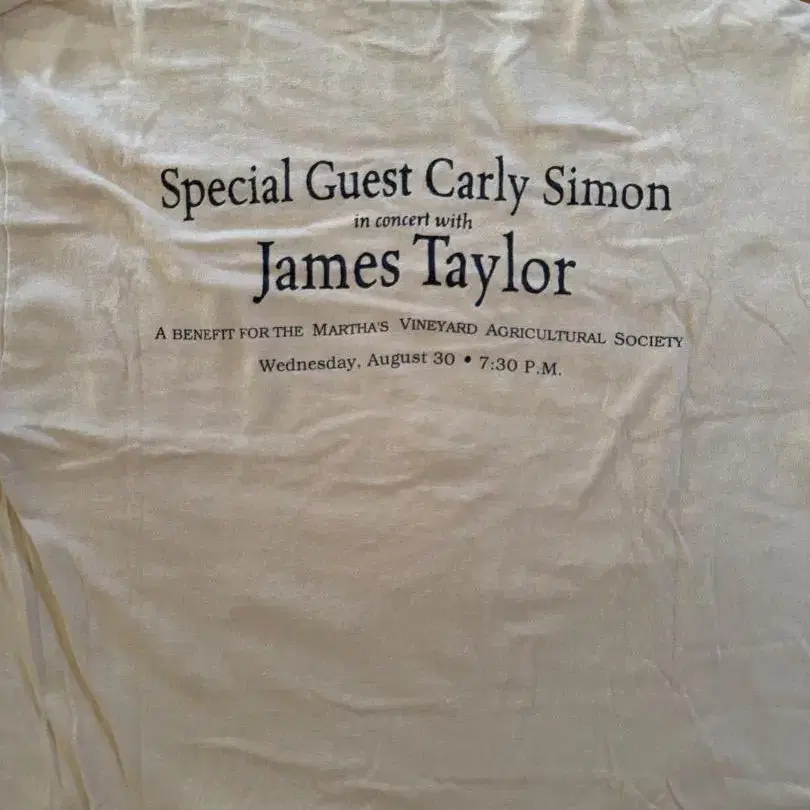 Special Guest Carly Simon
in concert with
James Taylor
A BENEFIT FOR THE MARTHA'S VINEYARD AGRICULTURAL SOCIETY
Wednesday, August 30 • 7:30 P.M.